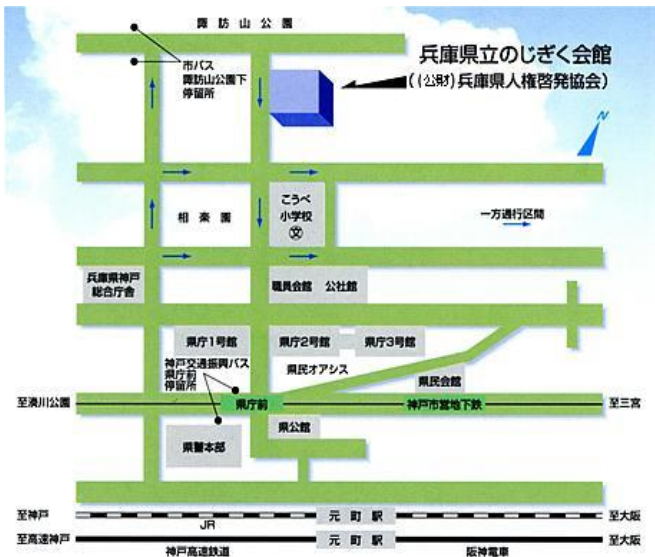 諏訪山公園
市バス
諏訪山公園下
停留所
兵庫県立のじぎく会館
((公財)兵庫県人権啓発協会)
N
こうべ
小学校
文
相楽園
一方通行区間
兵庫県神戸
総合庁舎
職員会館 公社館
県庁1号館
県庁2号館
県庁3号館
神戸交通振興バス
県庁前
停留所
県民オアシス
県民会館
至湊川公園
県庁前
神戸市営地下鉄
至三宮
県公館
県警本部
至神戸
JR
元町駅
至大阪
至高速神戸
神戸高速鉄道
元町駅
阪神電車
至大阪